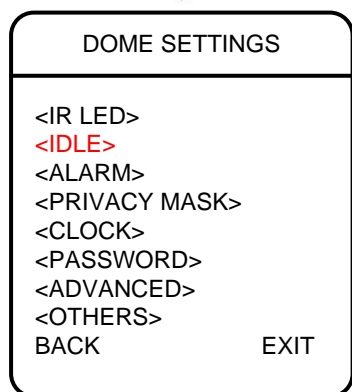 DOME SETTINGS
<IR LED>
<IDLE>
<ALARM>
<PRIVACY MASK>
<CLOCK>
<PASSWORD>
<ADVANCED>
<OTHERS>
BACK EXIT